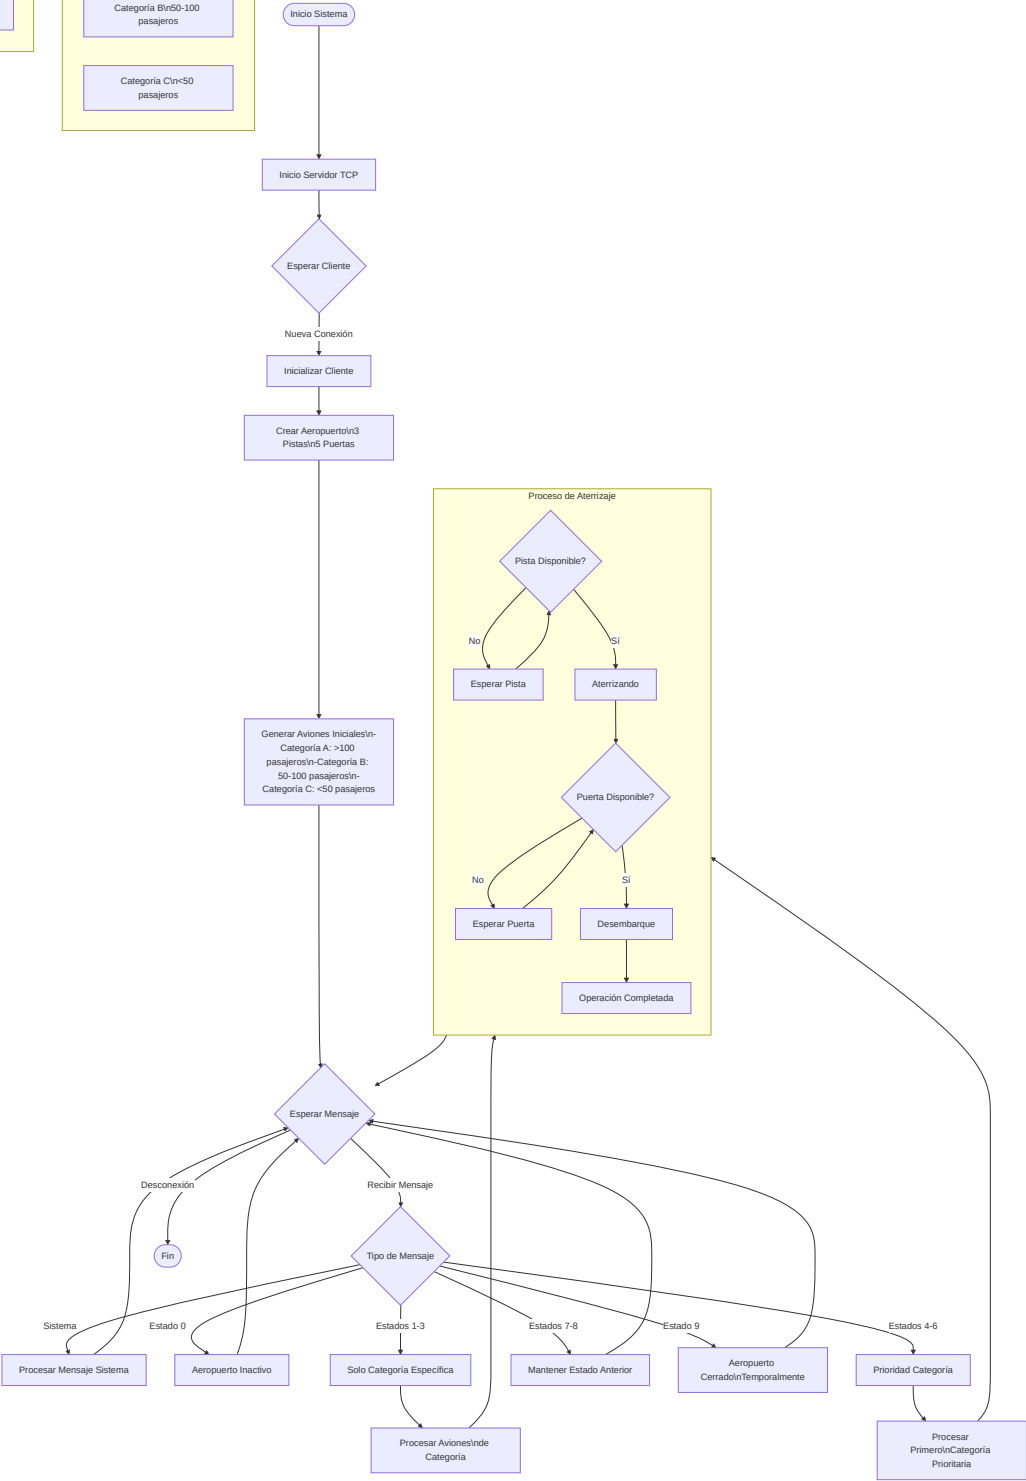 Categoría B\n50-100
pasajeros
Categoría C\n<50
pasajeros
Inicio Sistema
Inicio Servidor TCP
Esperar Cliente
Nueva Conexión
Inicializar Cliente
Crear Aeropuerto\n3
Pistas\n5 Puertas
Proceso de Aterrizaje
Pista Disponible?
No
Sí
Esperar Pista
Aterrizando
Generar Aviones Iniciales\n-
Categoría A: >100
pasajeros\n-Categoría B:
50-100 pasajeros\n-
Categoría C: <50 pasajeros
Puerta Disponible?
No
Sí
Esperar Puerta
Desembarque
Operación Completada
Esperar Mensaje
Desconexión
Recibir Mensaje
Fin
Tipo de Mensaje
Sistema
Estado 0
Estados 1-3
Estados 7-8
Estado 9
Estados 4-6
Procesar Mensaje Sistema
Aeropuerto Inactivo
Solo Categoría Específica
Mantener Estado Anterior
Aeropuerto
Cerrado\nTemporalmente
Prioridad Categoría
Procesar Aviones\nde
Categoría
Procesar
Primero\nCategoría
Prioritaria